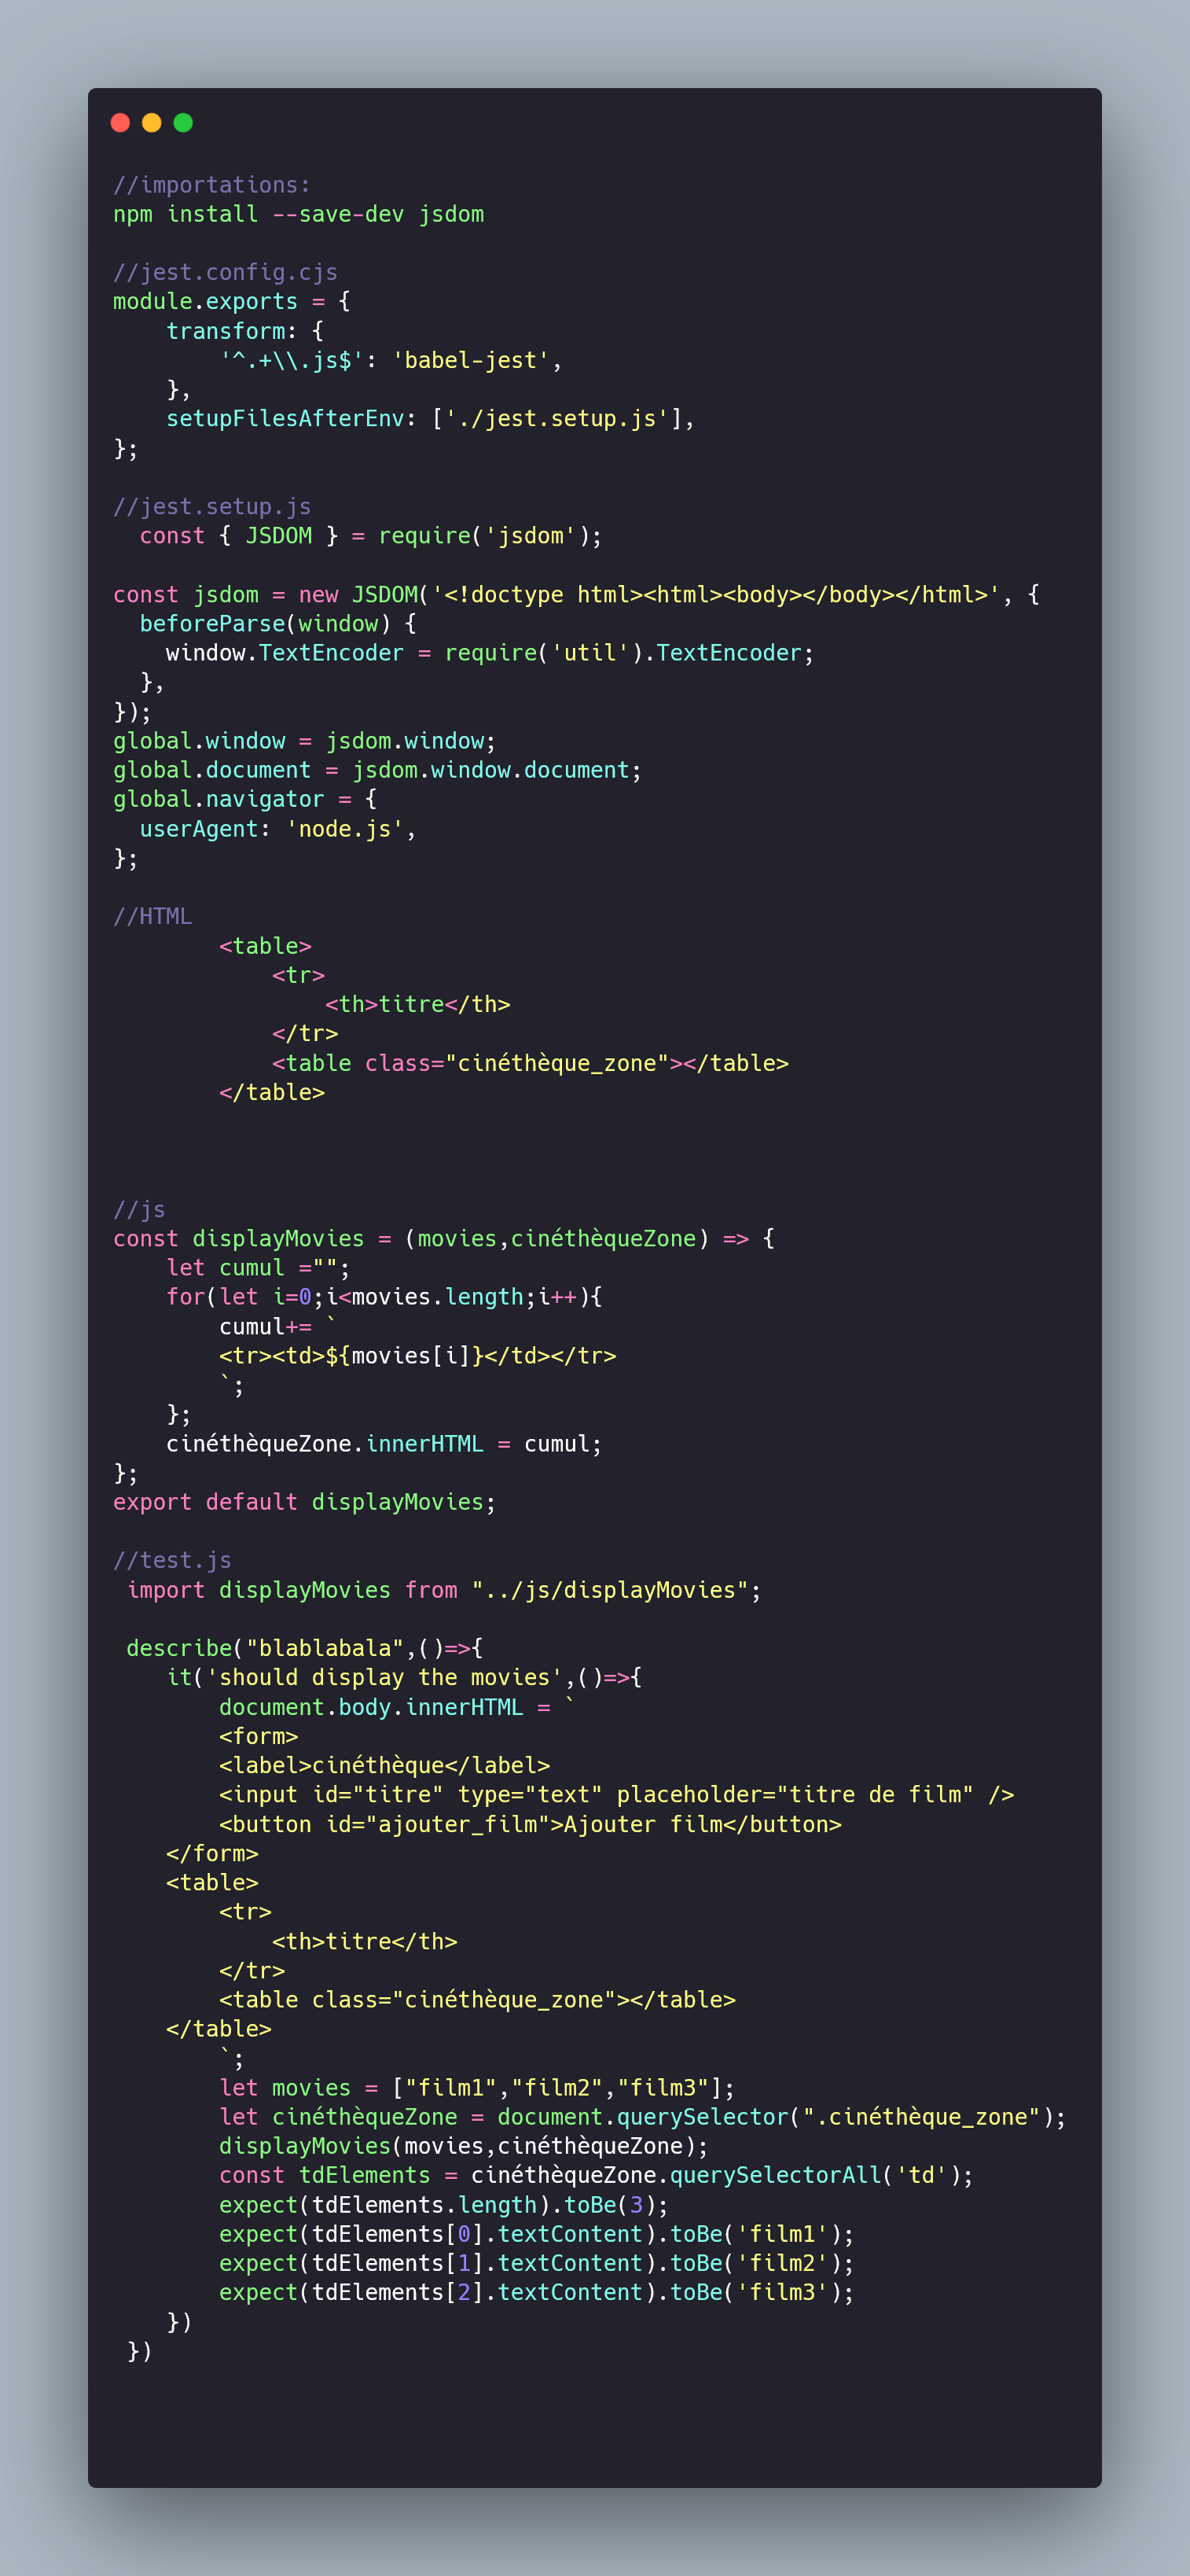 //importations:
npm install --save-dev jsdom
//jest.config.cjs
module.exports = {
    transform: {
        '^.+\\.js$': 'babel-jest',
    },
    setupFilesAfterEnv: ['./jest.setup.js'],
};
//jest.setup.js
  const { JSDOM } = require('jsdom');
const jsdom = new JSDOM('<!doctype html><html><body></body></html>', {
  beforeParse(window) {
    window.TextEncoder = require('util').TextEncoder;
  },
});
global.window = jsdom.window;
global.document = jsdom.window.document;
global.navigator = {
  userAgent: 'node.js',
};
//HTML
        <table>
            <tr>
                <th>titre</th>
            </tr>
            <table class="cinéthèque_zone"></table>
        </table>
//js
const displayMovies = (movies,cinéthèqueZone) => {
    let cumul ="";
    for(let i=0;i<movies.length;i++){
        cumul+= `
        <tr><td>${movies[i]}</td></tr>
        `;
    };
    cinéthèqueZone.innerHTML = cumul;
};
export default displayMovies;
//test.js
 import displayMovies from "../js/displayMovies";
 describe("blablabala",()=>{
    it('should display the movies',()=>{
        document.body.innerHTML = `
        <form>
        <label>cinéthèque</label>
        <input id="titre" type="text" placeholder="titre de film" />
        <button id="ajouter_film">Ajouter film</button>
    </form>
    <table>
        <tr>
            <th>titre</th>
        </tr>
        <table class="cinéthèque_zone"></table>
    </table>
        `;
        let movies = ["film1","film2","film3"];
        let cinéthèqueZone = document.querySelector(".cinéthèque_zone");
        displayMovies(movies,cinéthèqueZone);
        const tdElements = cinéthèqueZone.querySelectorAll('td');
        expect(tdElements.length).toBe(3);
        expect(tdElements[0].textContent).toBe('film1');
        expect(tdElements[1].textContent).toBe('film2');
        expect(tdElements[2].textContent).toBe('film3');
    })
 })